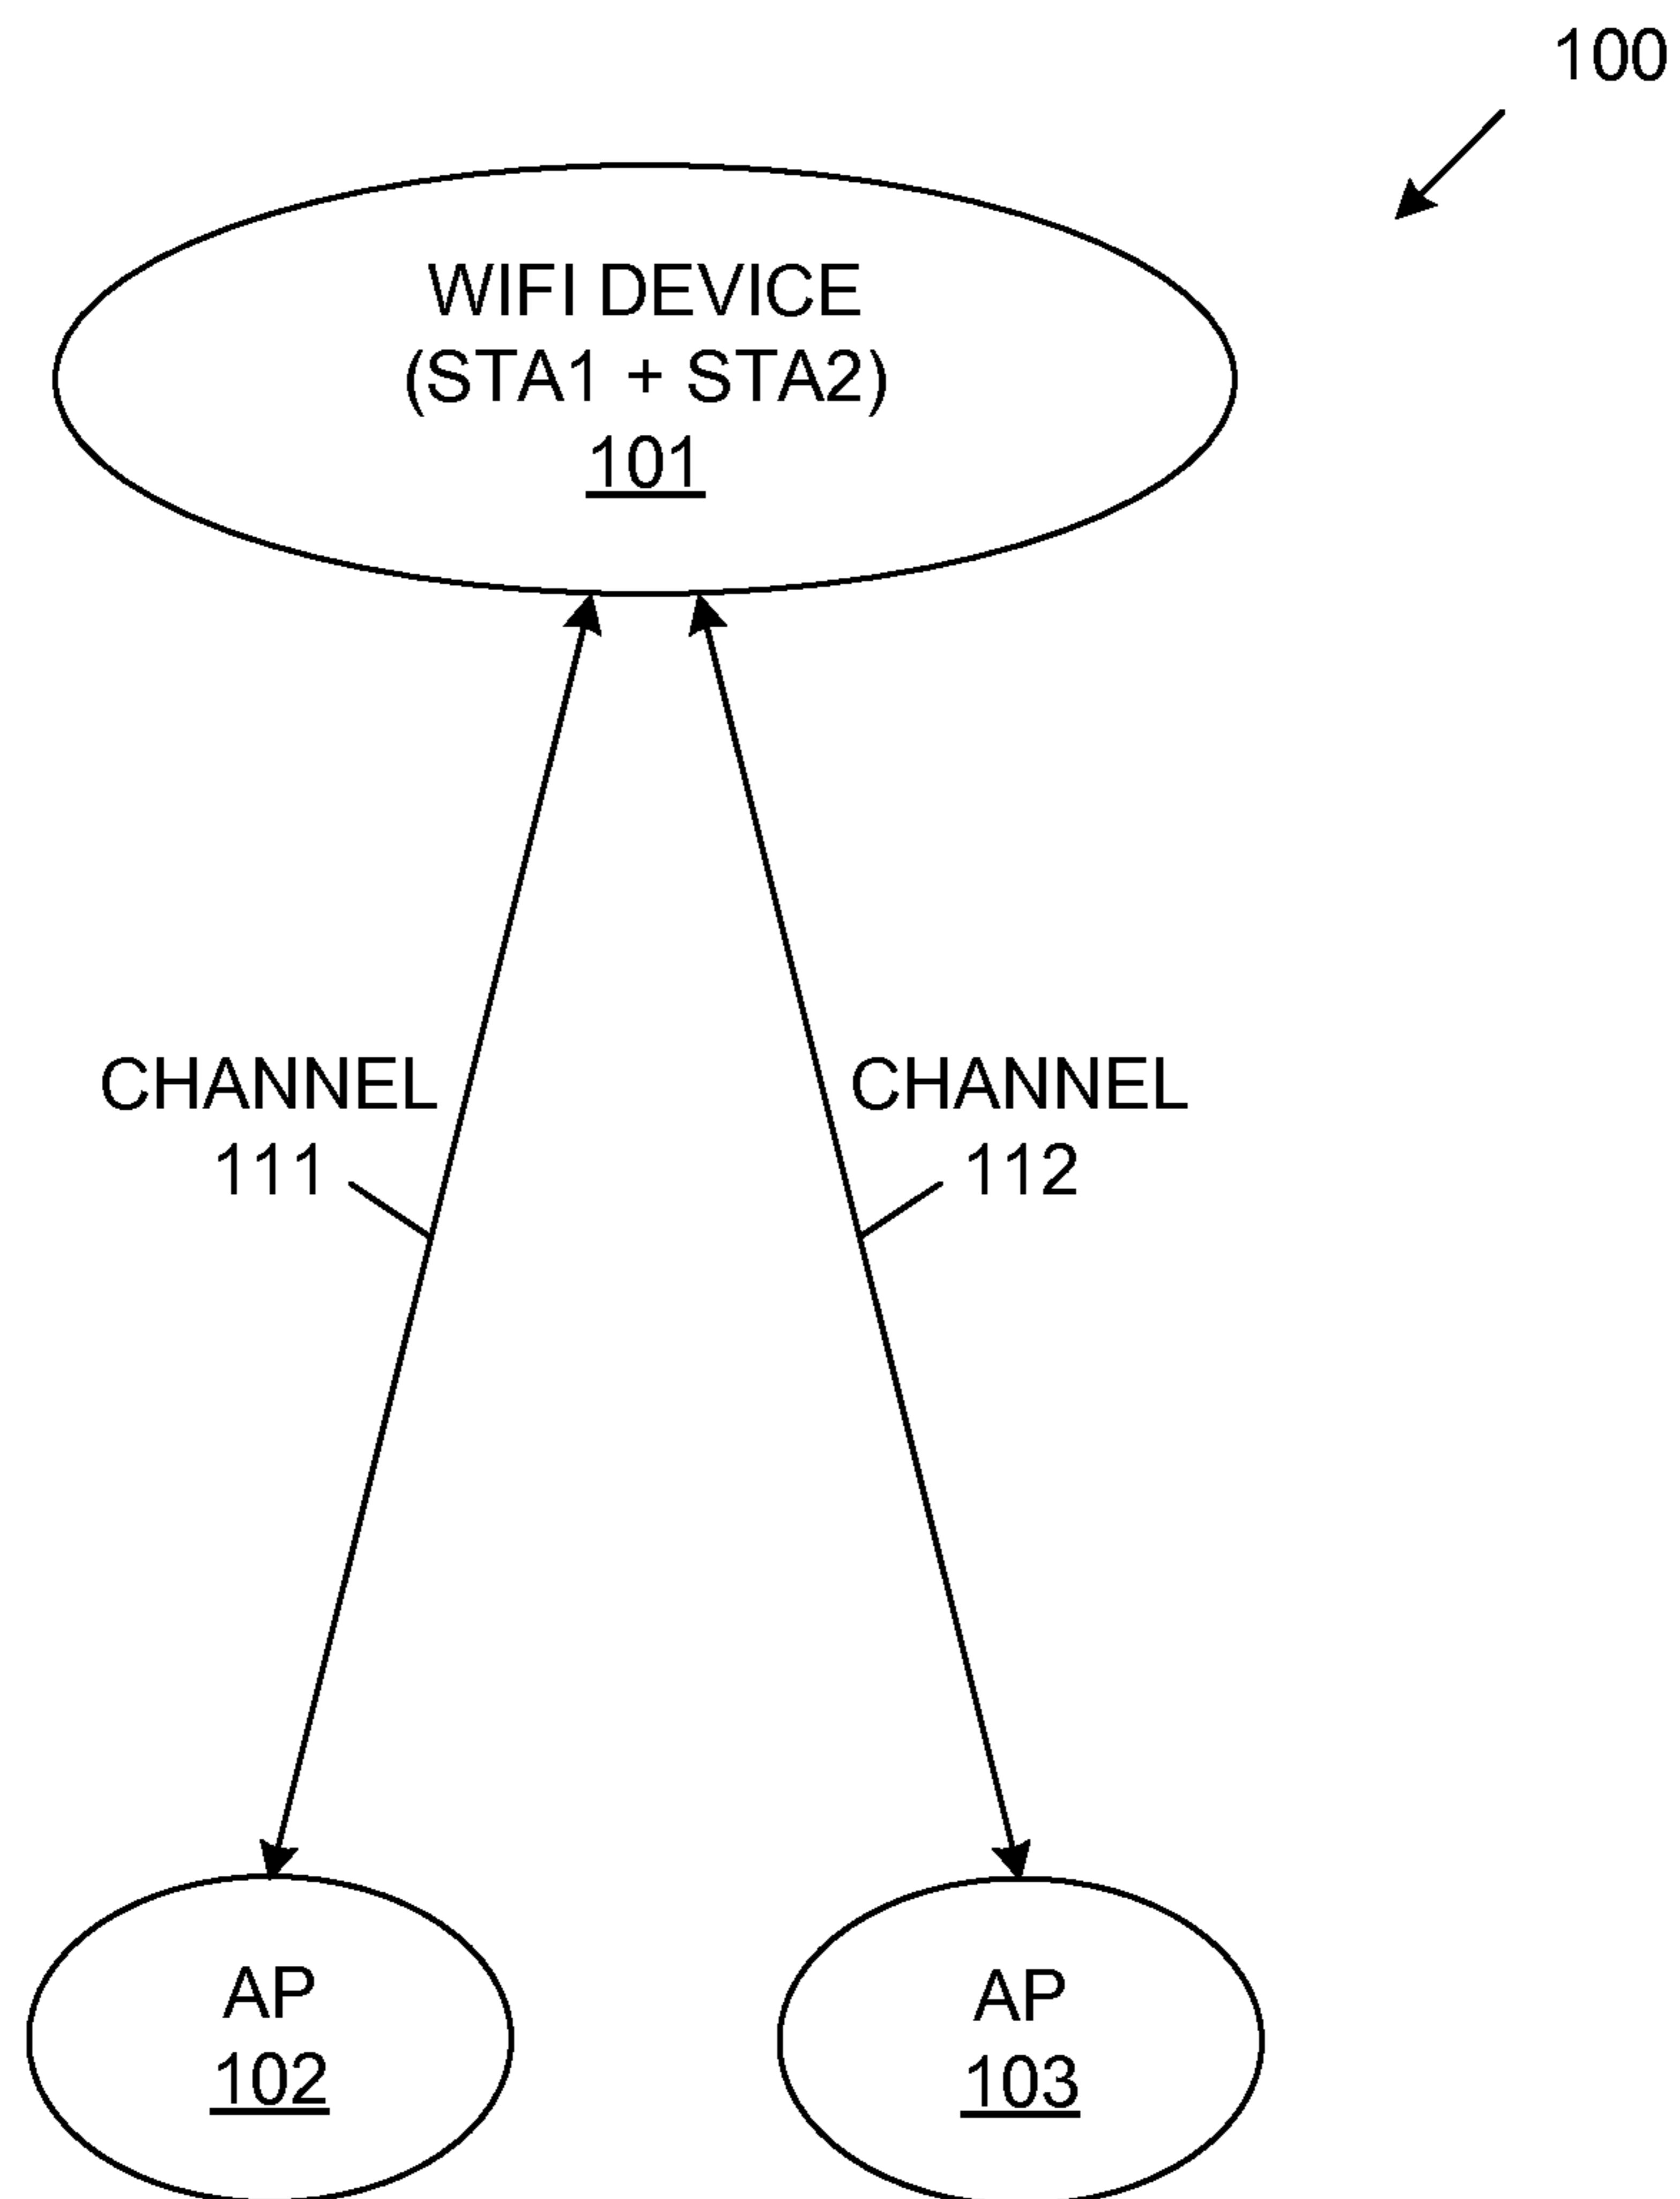 100
WIFI DEVICE
(STA1 + STA2)
101
CHANNEL
111
CHANNEL
112
AP
102
AP
103